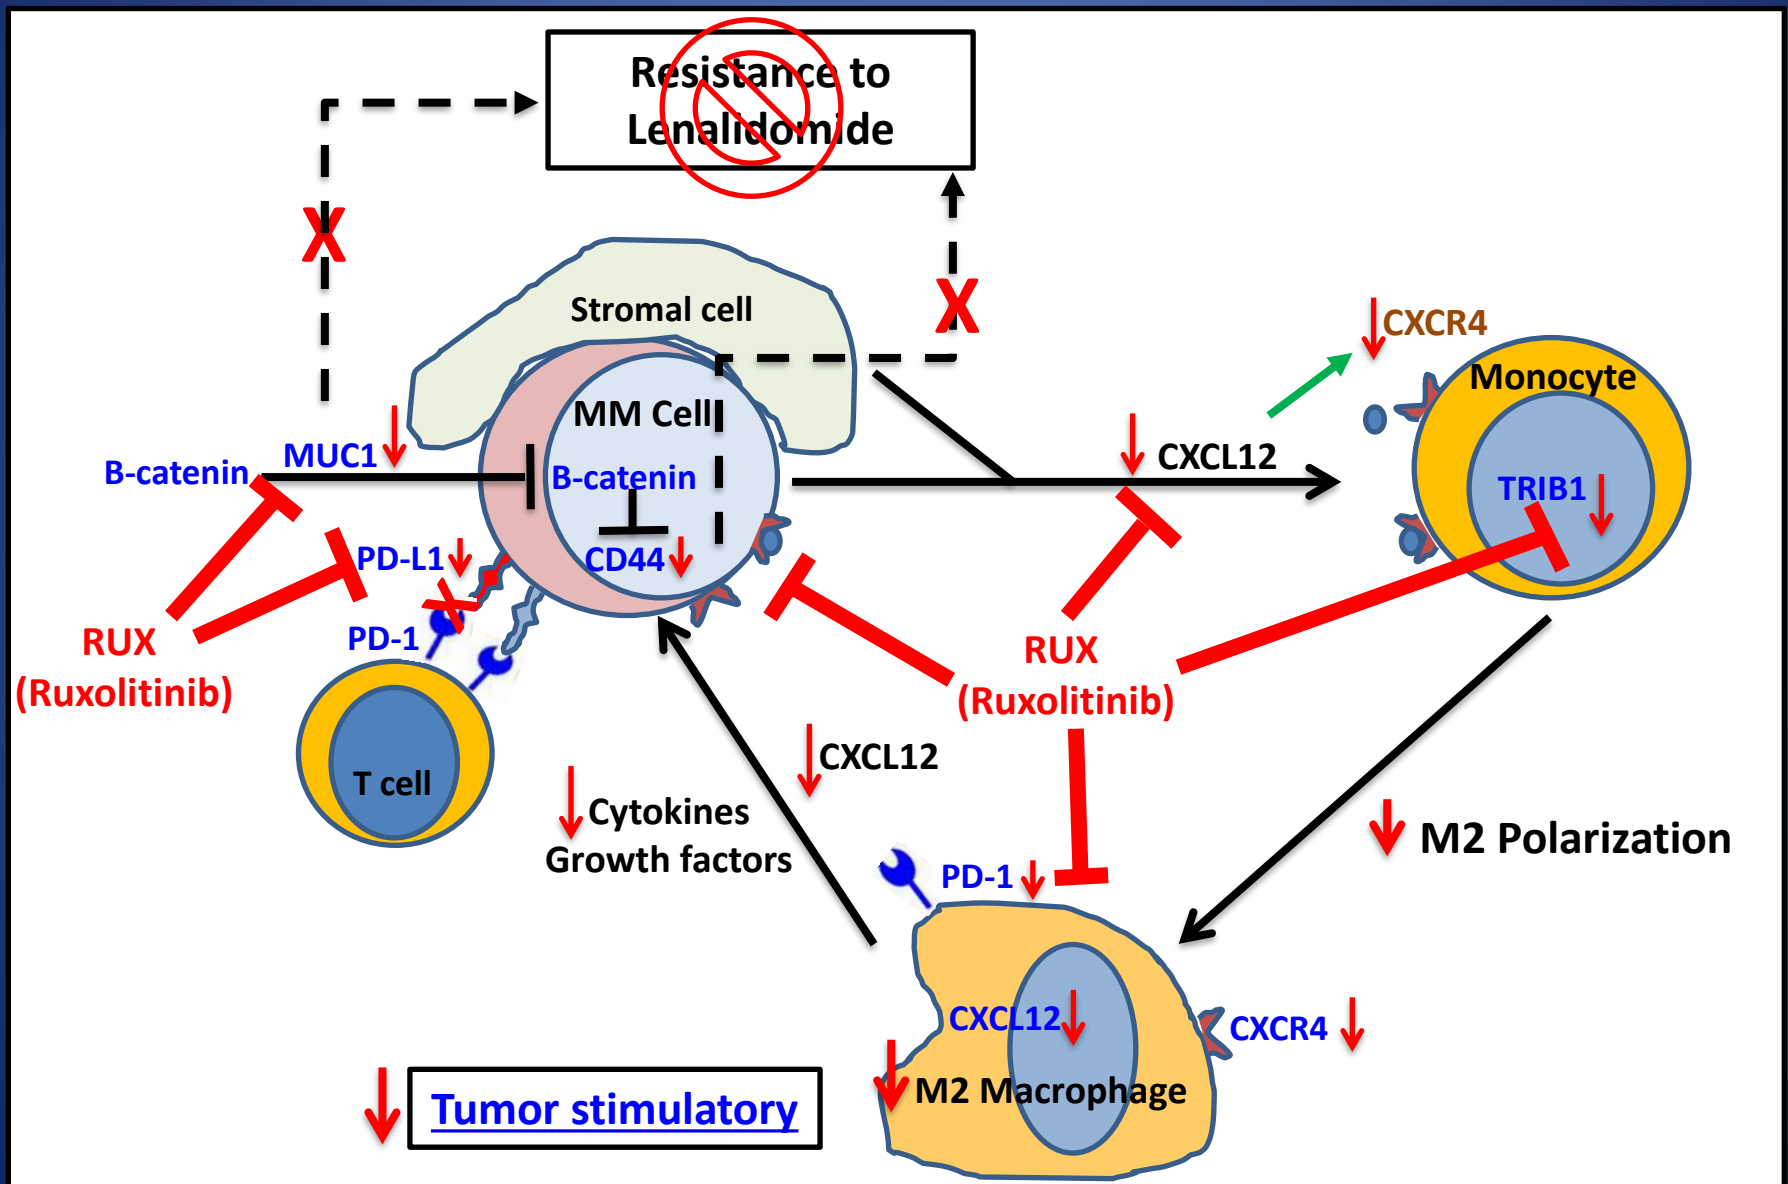 Resistance to
Lenalidomide
Stromal cell
CXCR4
Monocyte
MM Cell
MUC1
B-catenin
B-catenin
CXCL12
TRIB1
PD-L1
CD44
PD-1
RUX
(Ruxolitinib)
RUX
(Ruxolitinib)
T cell
CXCL12
Cytokines
Growth factors
M2 Polarization
PD-1
CXCL12
CXCR4
M2 Macrophage
Tumor stimulatory